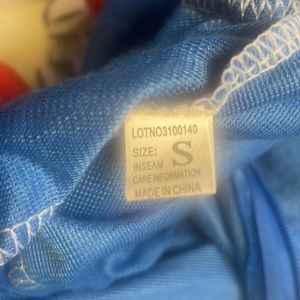 LOTNO3100140
SIZE: S
INSEAM
CARE INFORMATION
MADE IN CHINA